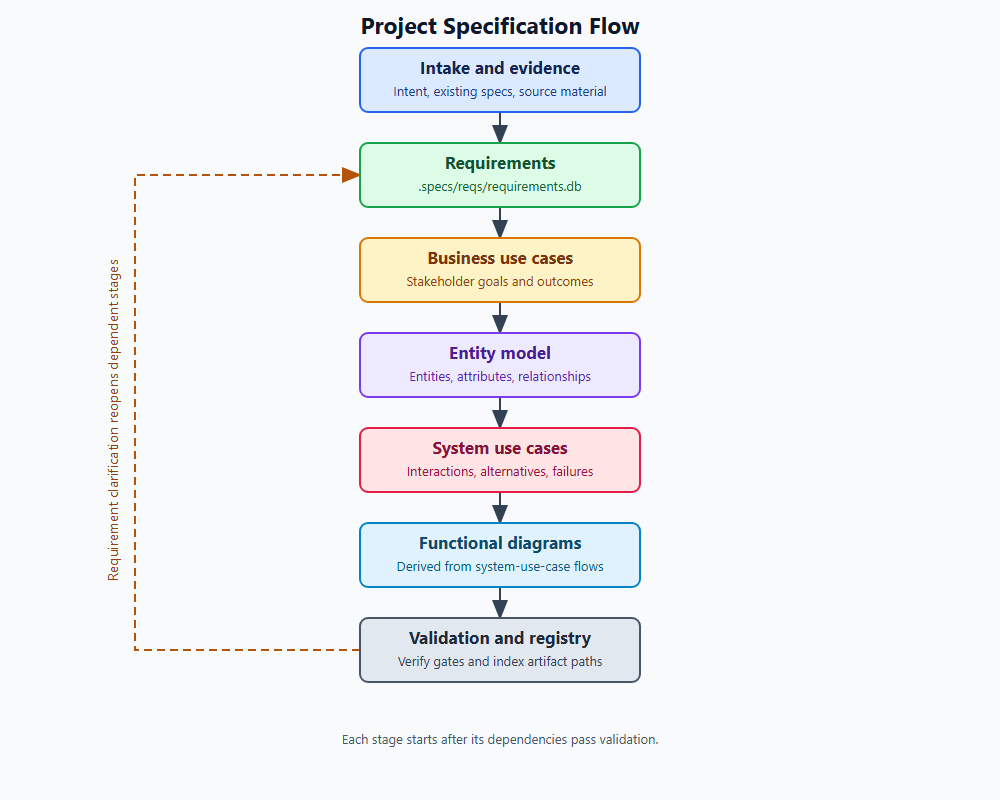 Project Specification Flow
Intake and evidence
Intent, existing specs, source material
Requirements
.specs/reqs/requirements.db
Business use cases
Stakeholder goals and outcomes
Entity model
Entities, attributes, relationships
System use cases
Interactions, alternatives, failures
Functional diagrams
Derived from system-use-case flows
Validation and registry
Verify gates and index artifact paths
Requirement clarification reopens dependent stages
Each stage starts after its dependencies pass validation.